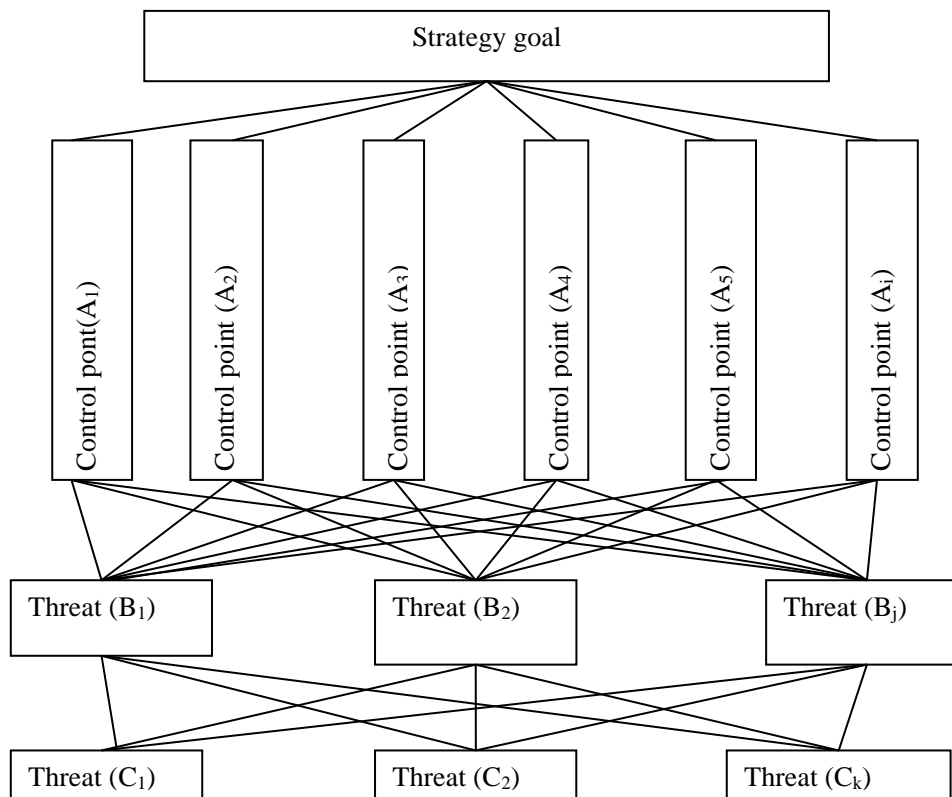 Strategy goal
Control pont(A₁)
Control point (A₂)
Control point (A₃)
Control point (A₄)
Control point (A₅)
Control point (Aᵢ)
Threat (B₁)
Threat (B₂)
Threat (Bⱼ)
Threat (C₁)
Threat (C₂)
Threat (Cₖ)